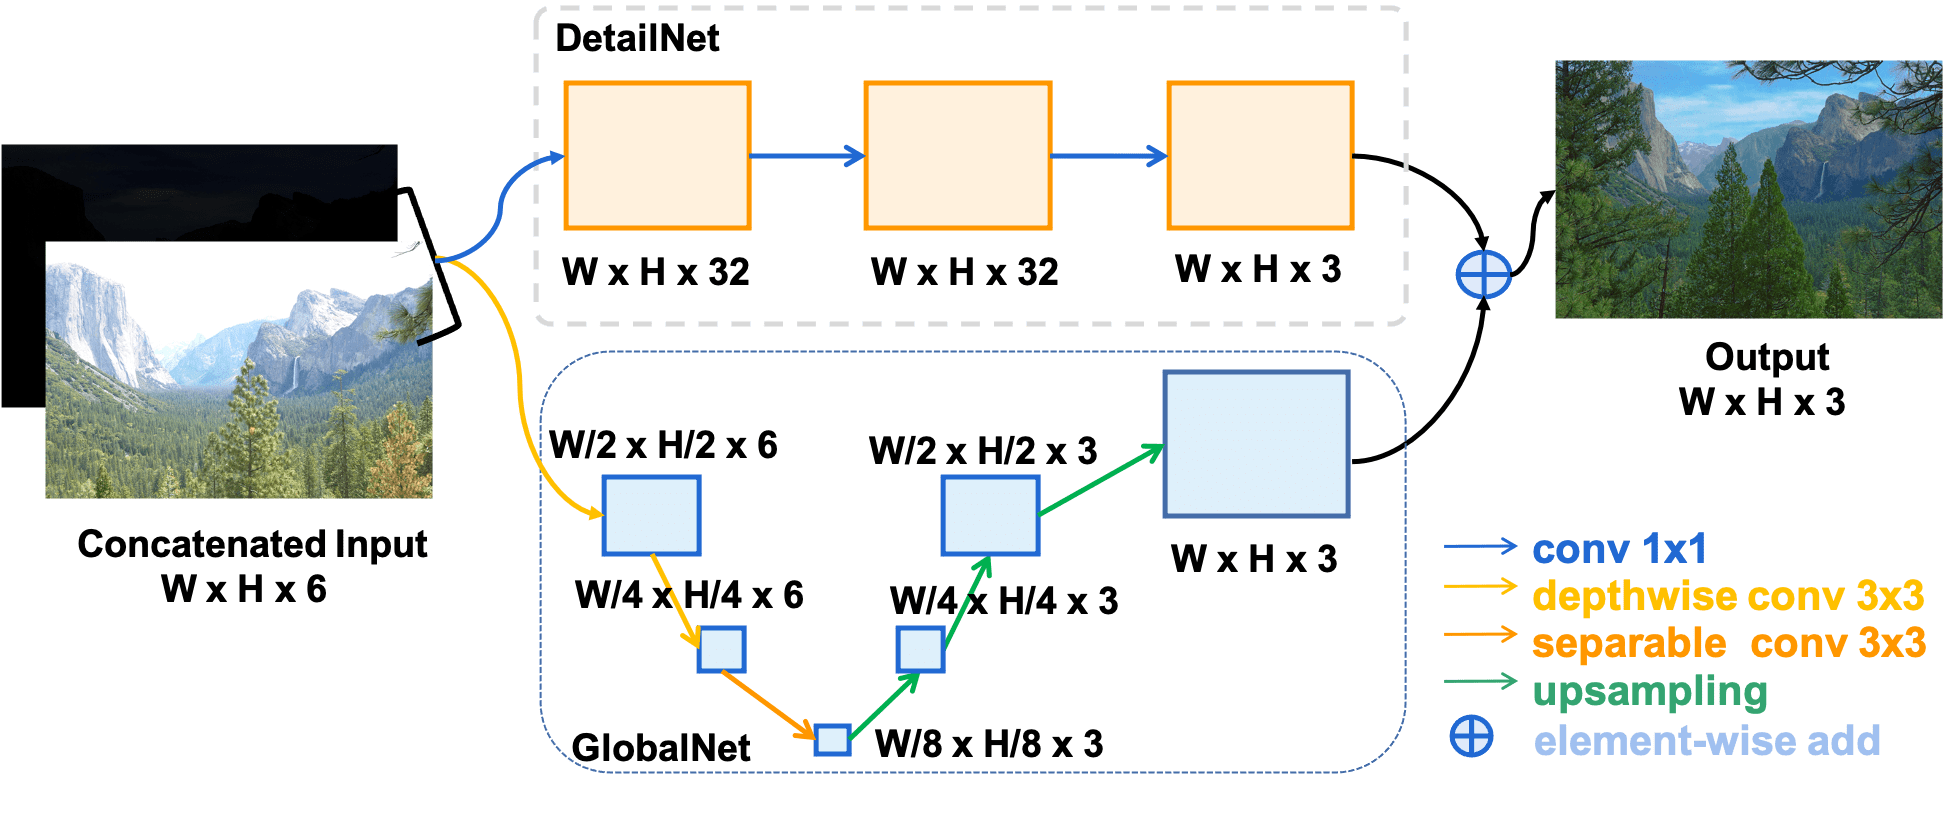 DetailNet
W x H x 32
W x H x 32
W x H x 3
Concatenated Input
W x H x 6
W/2 x H/2 x 6
W/4 x H/4 x 6
W/8 x H/8 x 3
W/4 x H/4 x 3
W/2 x H/2 x 3
W x H x 3
GlobalNet
Output
W x H x 3
conv 1x1
depthwise conv 3x3
separable conv 3x3
upsampling
element-wise add